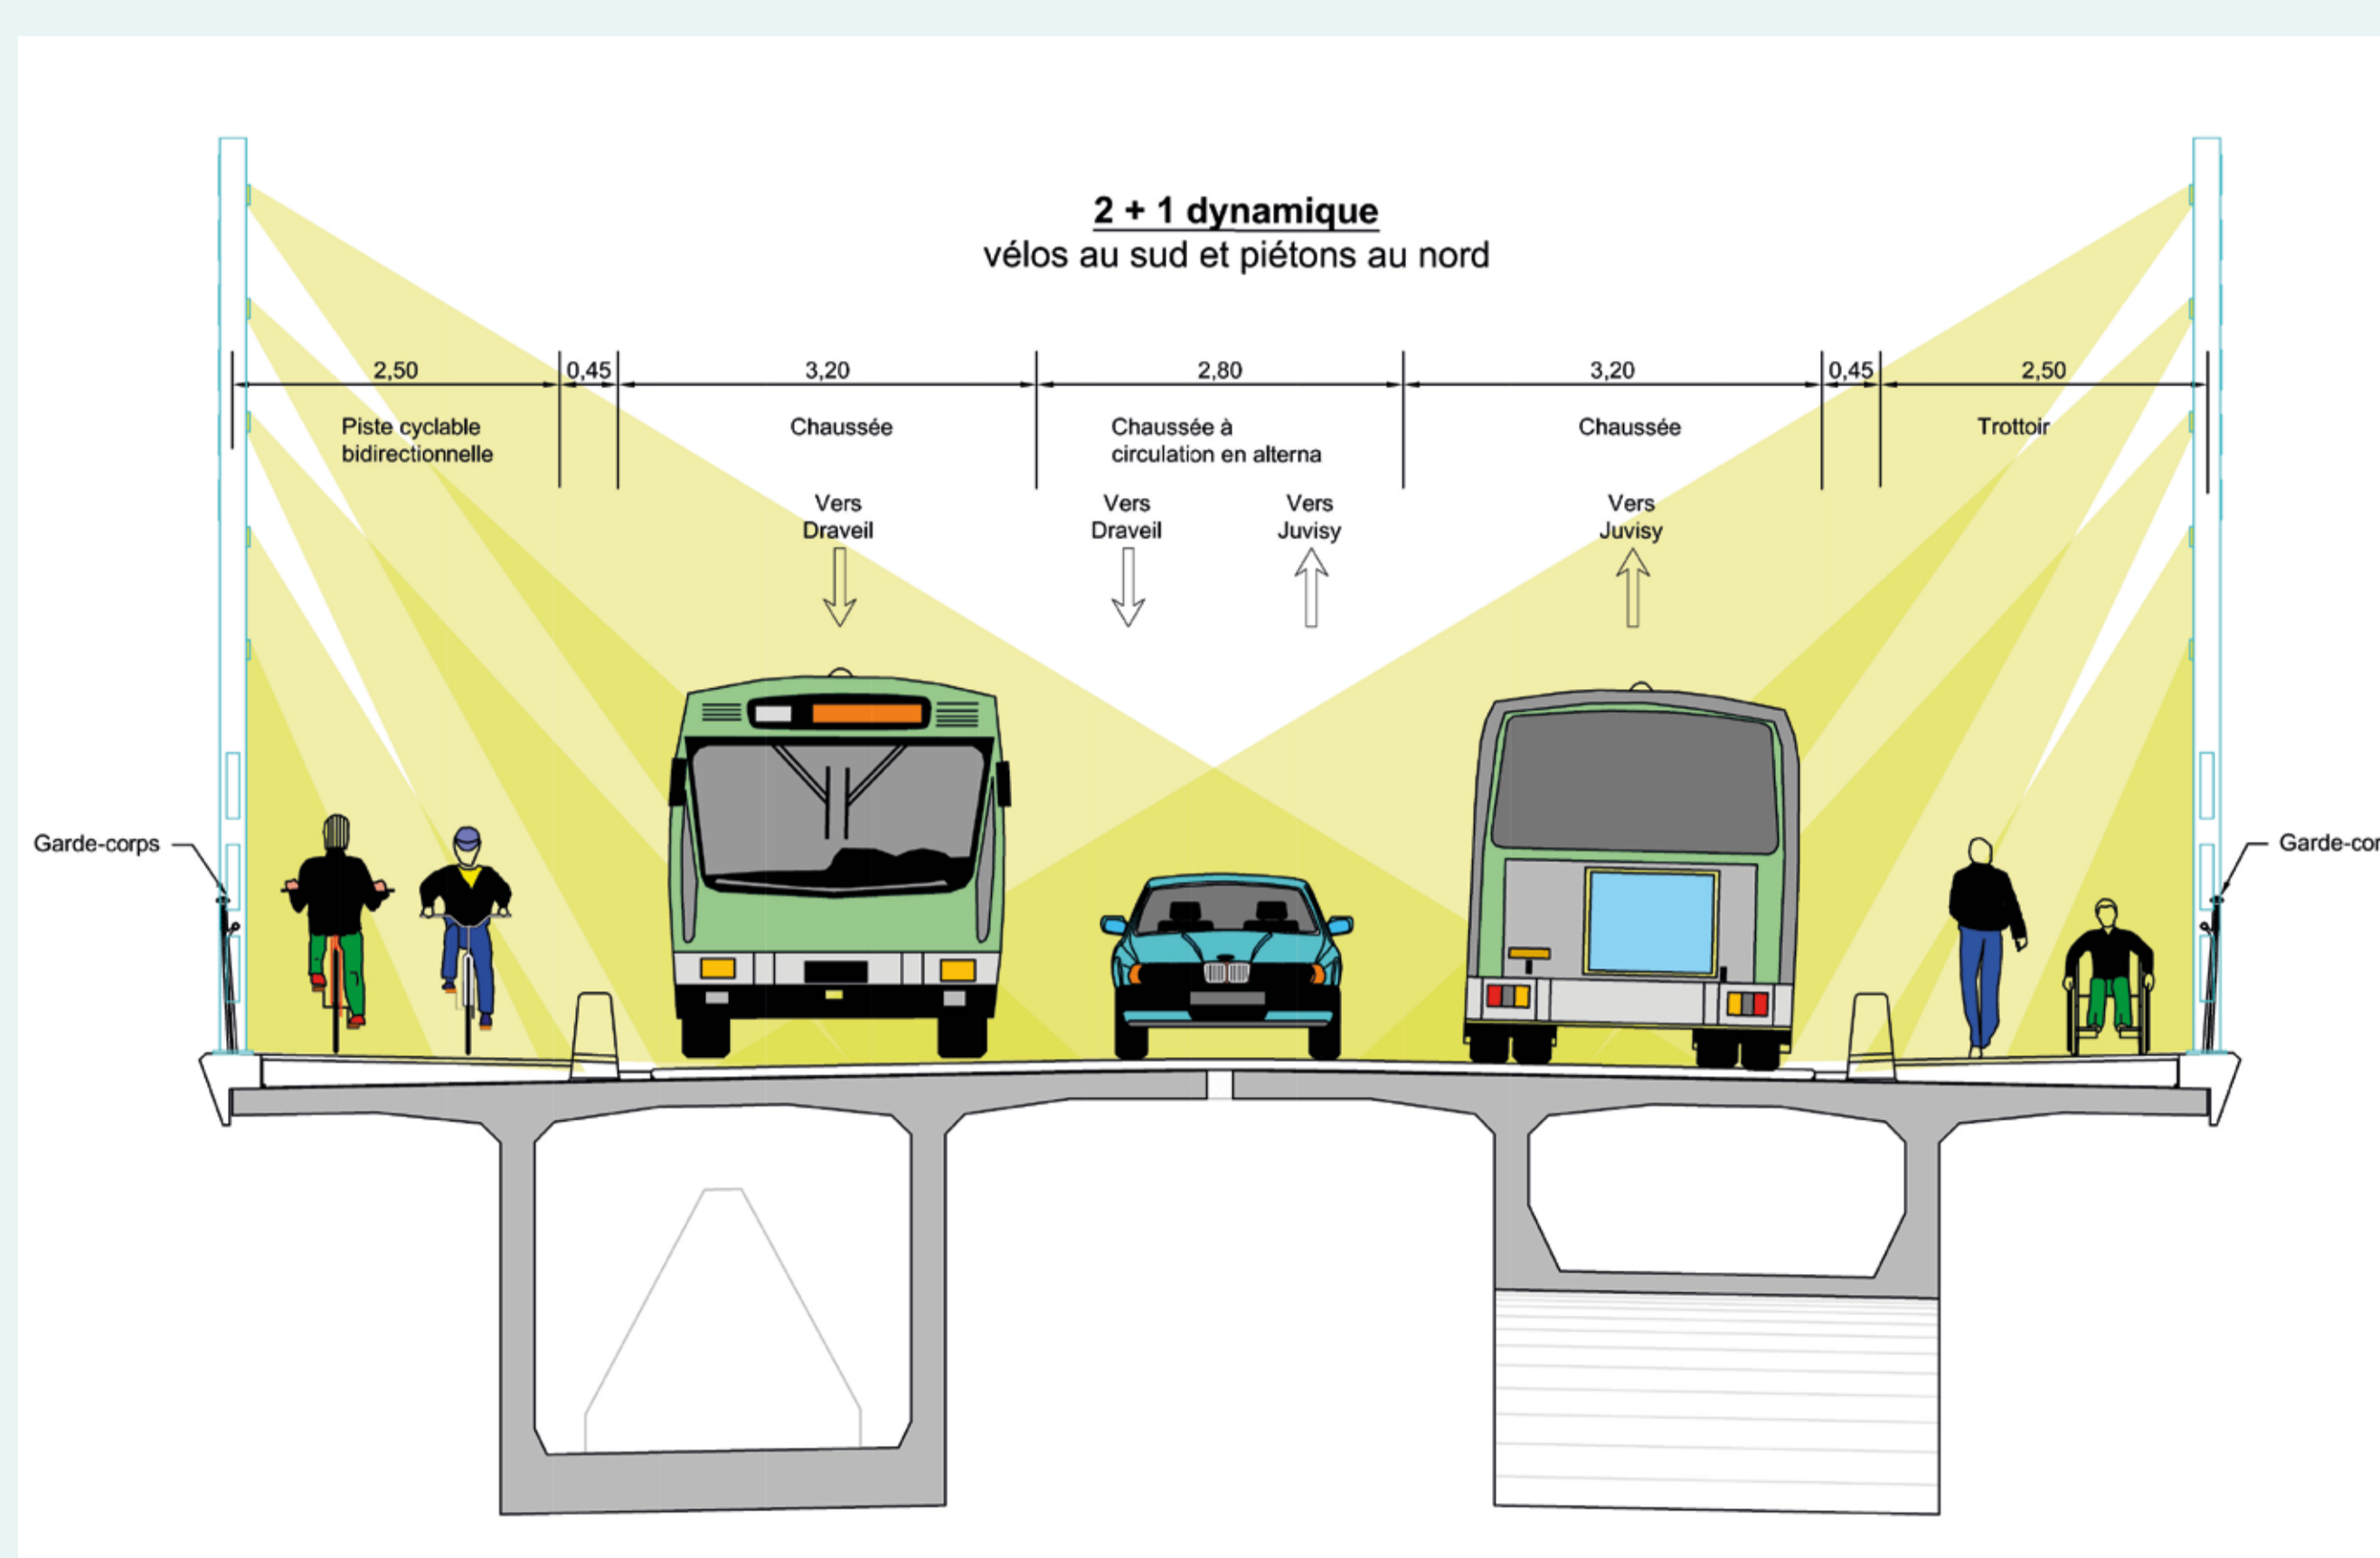 2 + 1 dynamique
vélos au sud et piétons au nord
2,50
0,45
3,20
2,80
3,20
0,45
2,50
Piste cyclable
bidirectionnelle
Chaussée
Chaussée à
circulation en alterna
Chaussée
Trottoir
Vers
Draveil
Vers
Draveil
Vers
Juvisy
Vers
Juvisy
Garde-corps
Garde-cor